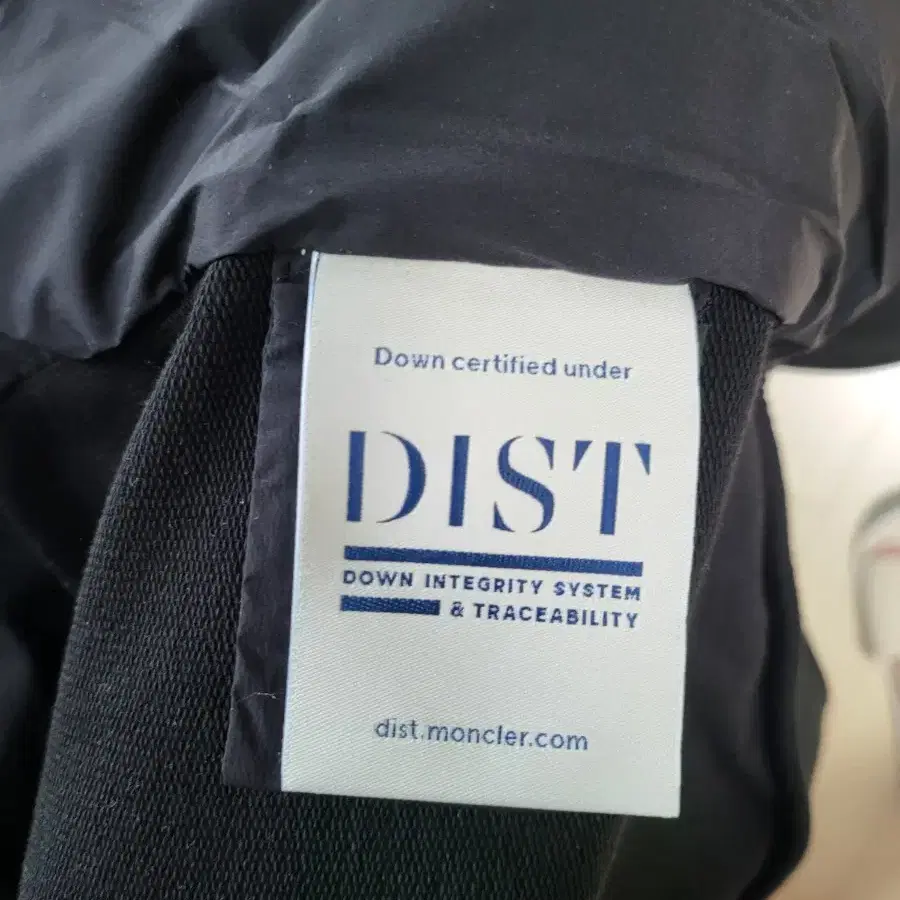 Down certified under
DIST
DOWN INTEGRITY SYSTEM
& TRACEABILITY
dist.moncler.com